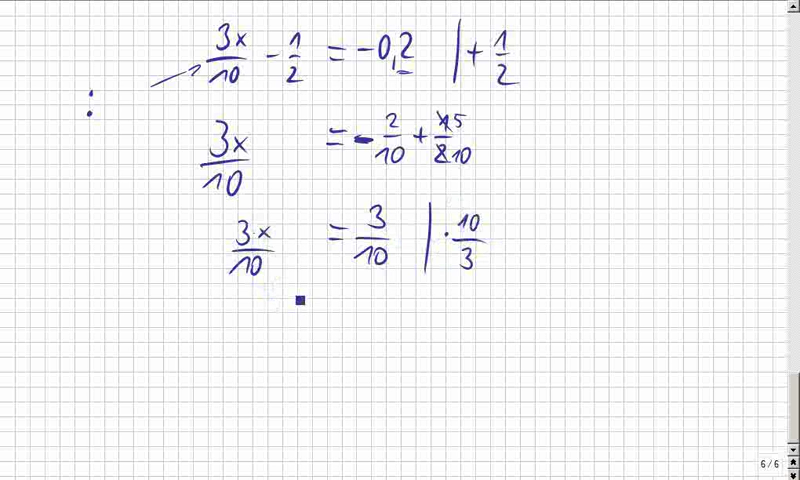 3x/10 - 1/2 = -0,2 | + 1/2
:
3x/10 = - 2/10 + 5/10
3·x/10 = 3/10 | · 10/3
6 / 6